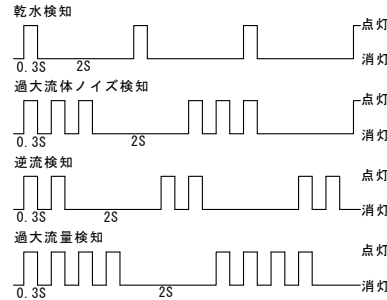 乾水検知
点灯
消灯
0.3S 2S
過大流体ノイズ検知
点灯
消灯
0.3S 2S
逆流検知
点灯
消灯
0.3S 2S
過大流量検知
点灯
消灯
0.3S 2S